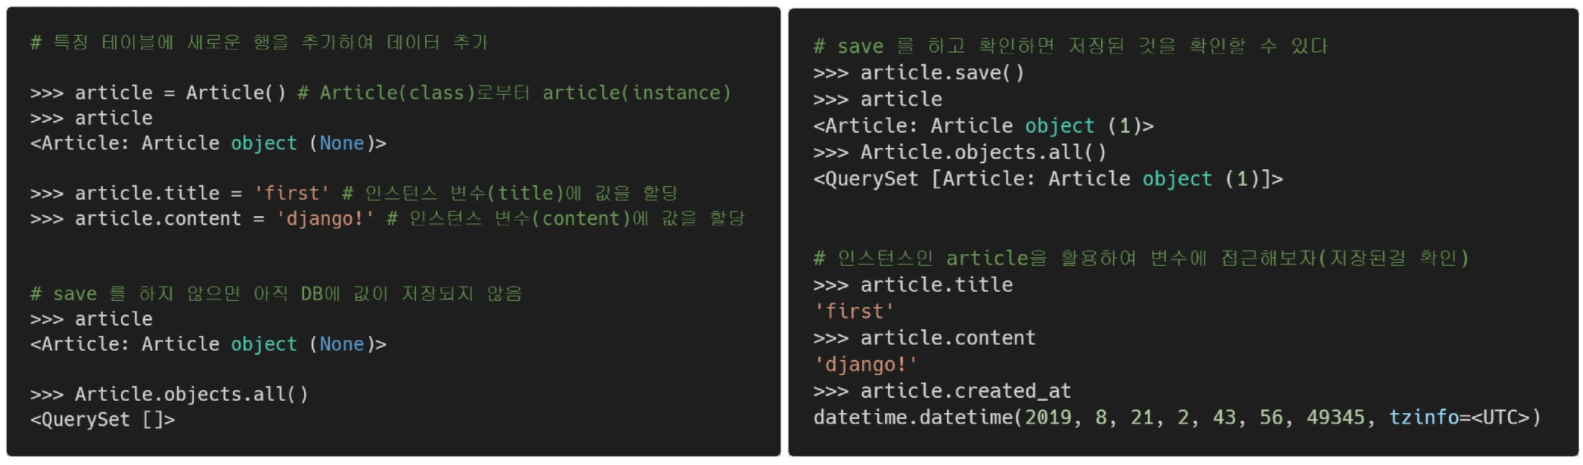 # 특징 테이블에 새로운 행을 추가하여 데이터 추가
>>> article = Article() # Article(class)로부터 article(instance)
>>> article
<Article: Article object (None)>
>>> article.title = 'first' # 인스턴스 변수(title)에 값을 할당
>>> article.content = 'django!' # 인스턴스 변수(content)에 값을 할당
# save 를 하지 않으면 아직 DB에 값이 저장되지 않음
>>> article
<Article: Article object (None)>
>>> Article.objects.all()
<QuerySet []>
# save 를 하고 확인하면 저장된 것을 확인할 수 있다
>>> article.save()
>>> article
<Article: Article object (1)>
>>> Article.objects.all()
<QuerySet [Article: Article object (1)]>
# 인스턴스인 article을 활용하여 변수에 접근해보자(저장된걸 확인)
>>> article.title
'first'
>>> article.content
'django!'
>>> article.created_at
datetime.datetime(2019, 8, 21, 2, 43, 56, 49345, tzinfo=<UTC>)